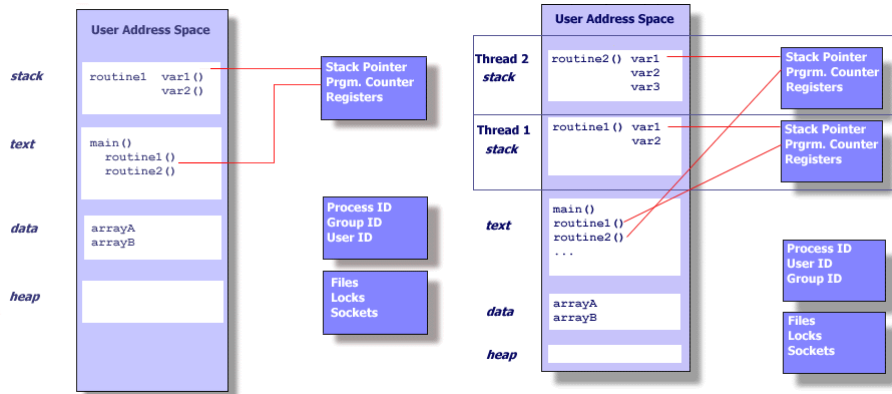 User Address Space
stack
routine1 var1()
var2()
Stack Pointer
Prgm. Counter
Registers
text
main()
routine1()
routine2()
Process ID
Group ID
User ID
data
arrayA
arrayB
Files
Locks
Sockets
heap
User Address Space
Thread 2
stack
routine2() var1
var2
var3
Stack Pointer
Prgrm. Counter
Registers
Thread 1
stack
routine1() var1
var2
Stack Pointer
Prgrm. Counter
Registers
text
main()
routine1()
routine2()
...
Process ID
User ID
Group ID
data
arrayA
arrayB
Files
Locks
Sockets
heap